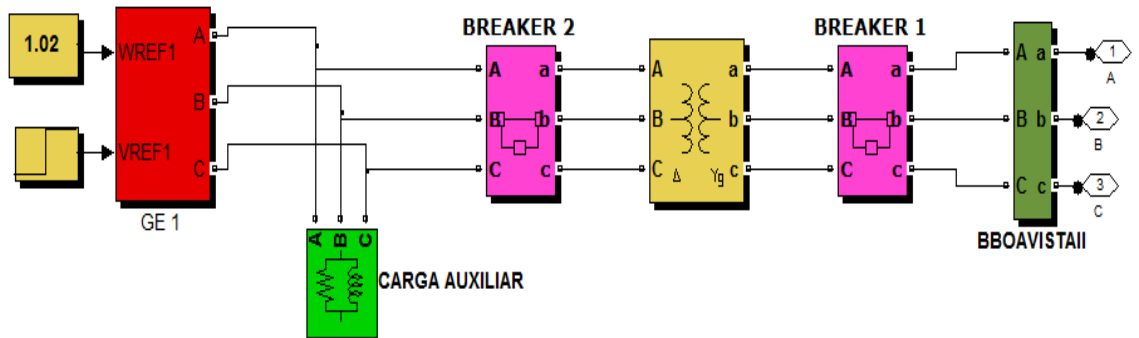 1.02
WREF1
VREF1
A
B
C
GE 1
A B C
CARGA AUXILIAR
BREAKER 2
A a
B b
C c
A a
B b
C c
Δ Yg
BREAKER 1
A a
B b
C c
A a
B b
C c
BBOAVISTAII
1
A
2
B
3
C